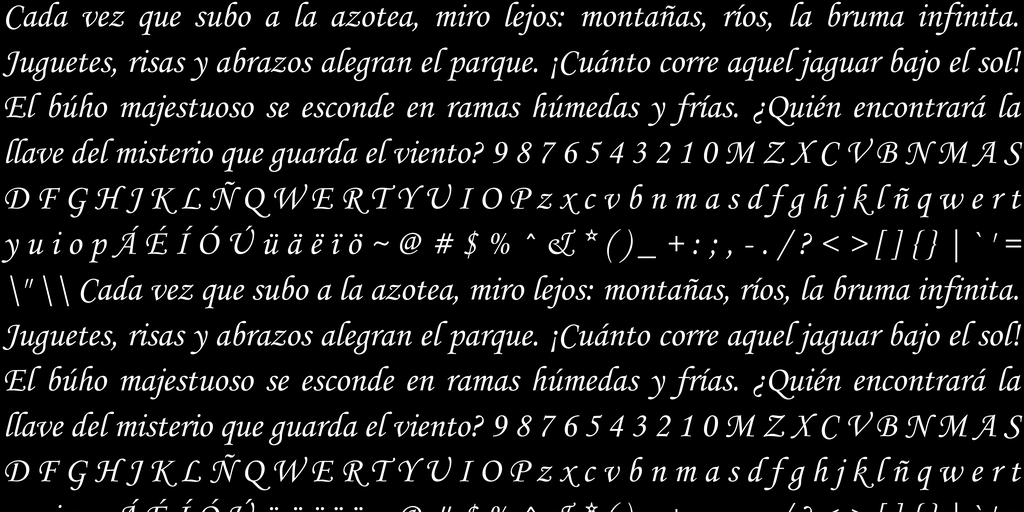 Cada vez que subo a la azotea, miro lejos: montañas, ríos, la bruma infinita.
Juguetes, risas y abrazos alegran el parque. ¡Cuánto corre aquel jaguar bajo el sol!
El búho majestuoso se esconde en ramas húmedas y frías. ¿Quién encontrará la
llave del misterio que guarda el viento? 9 8 7 6 5 4 3 2 1 0 M Z X C V B N M A S
D F G H J K L Ñ Q W E R T Y U I O P z x c v b n m a s d f g h j k l ñ q w e r t
y u i o p Á É Í Ó Ú ü ä ë ï ö ~ @ # $ % ^ & * ( ) _ + : ; , - . / ? < > [ ] { } | ` ' =
\" \ \ Cada vez que subo a la azotea, miro lejos: montañas, ríos, la bruma infinita.
Juguetes, risas y abrazos alegran el parque. ¡Cuánto corre aquel jaguar bajo el sol!
El búho majestuoso se esconde en ramas húmedas y frías. ¿Quién encontrará la
llave del misterio que guarda el viento? 9 8 7 6 5 4 3 2 1 0 M Z X C V B N M A S
D F G H J K L Ñ Q W E R T Y U I O P z x c v b n m a s d f g h j k l ñ q w e r t